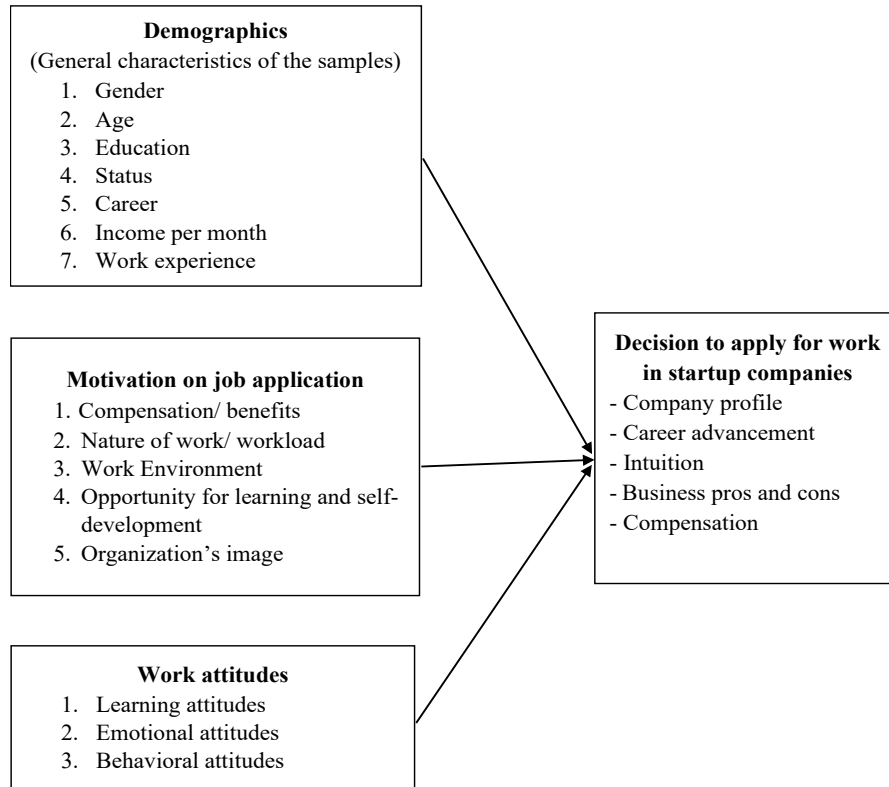 Demographics
(General characteristics of the samples)
1. Gender
2. Age
3. Education
4. Status
5. Career
6. Income per month
7. Work experience
Motivation on job application
1. Compensation/ benefits
2. Nature of work/ workload
3. Work Environment
4. Opportunity for learning and self-
development
5. Organization’s image
Work attitudes
1. Learning attitudes
2. Emotional attitudes
3. Behavioral attitudes
Decision to apply for work
in startup companies
- Company profile
- Career advancement
- Intuition
- Business pros and cons
- Compensation